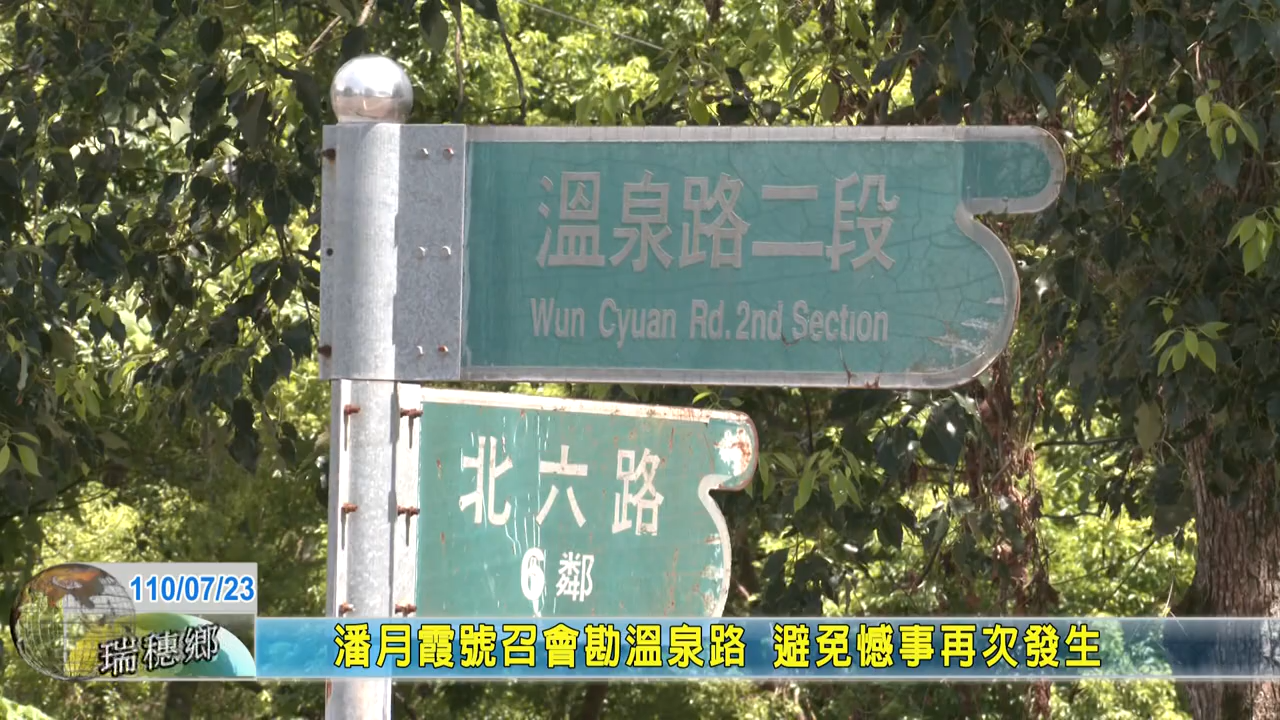 溫泉路二段
Wun Cyuan Rd. 2nd Section
北六路
6鄰
110/07/23
瑞穗鄉
潘月霞號召會勘溫泉路 避免憾事再次發生